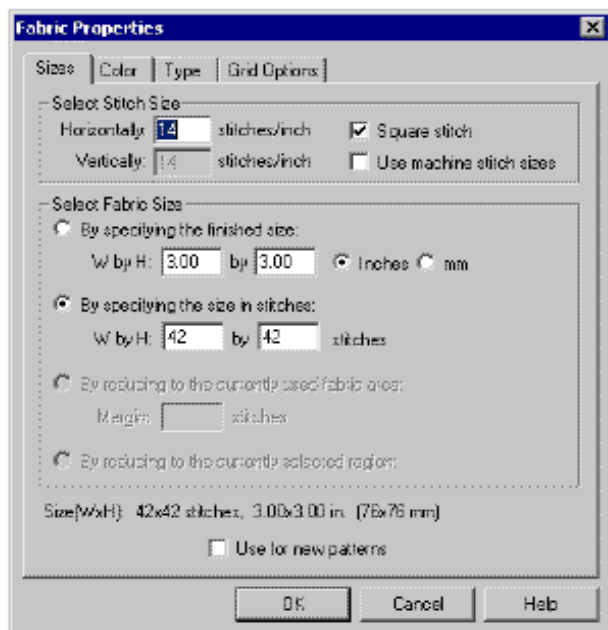 Fabric Properties
Sizes Color Type Grid Options
Select Stitch Size
Horizontally: 14 stitches/inch Square stitch
Vertically: 14 stitches/inch Use machine stitch sizes
Select Fabric Size
By specifying the finished size:
W by H: 3.00 by 3.00 Inches mm
By specifying the size in stitches:
W by H: 42 by 42 stitches
By reducing to the currently used fabric area:
Margin: stitches
By reducing to the currently selected region:
Size(WxH): 42x42 stitches, 3.00x3.00 in. (76x76 mm)
Use for new patterns
OK Cancel Help